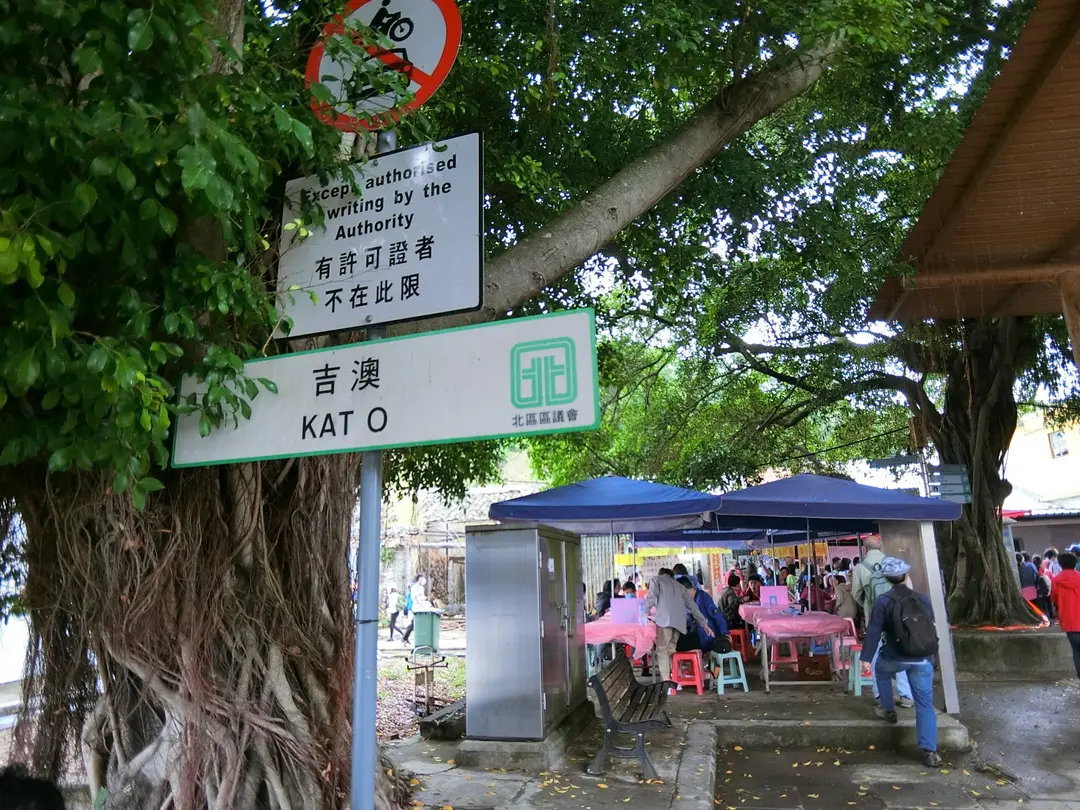 Except authorised
writing by the
Authority
有許可證者
不在此限
吉澳
KAT O
北區區議會